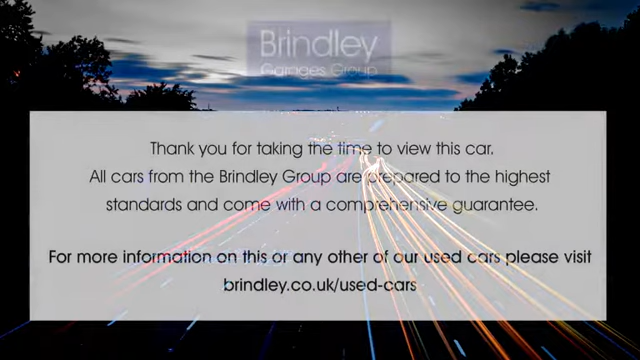 Brindley
Garages Group
Thank you for taking the time to view this car.
All cars from the Brindley Group are prepared to the highest
standards and come with a comprehensive guarantee.
For more information on this or any other of our used cars please visit
brindley.co.uk/used-cars